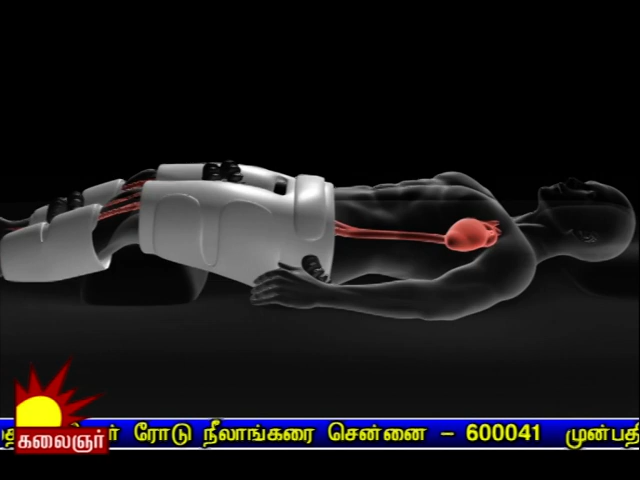 ரோடு நீலாங்கரை சென்னை – 600041 முன்பதி
கலைஞர்